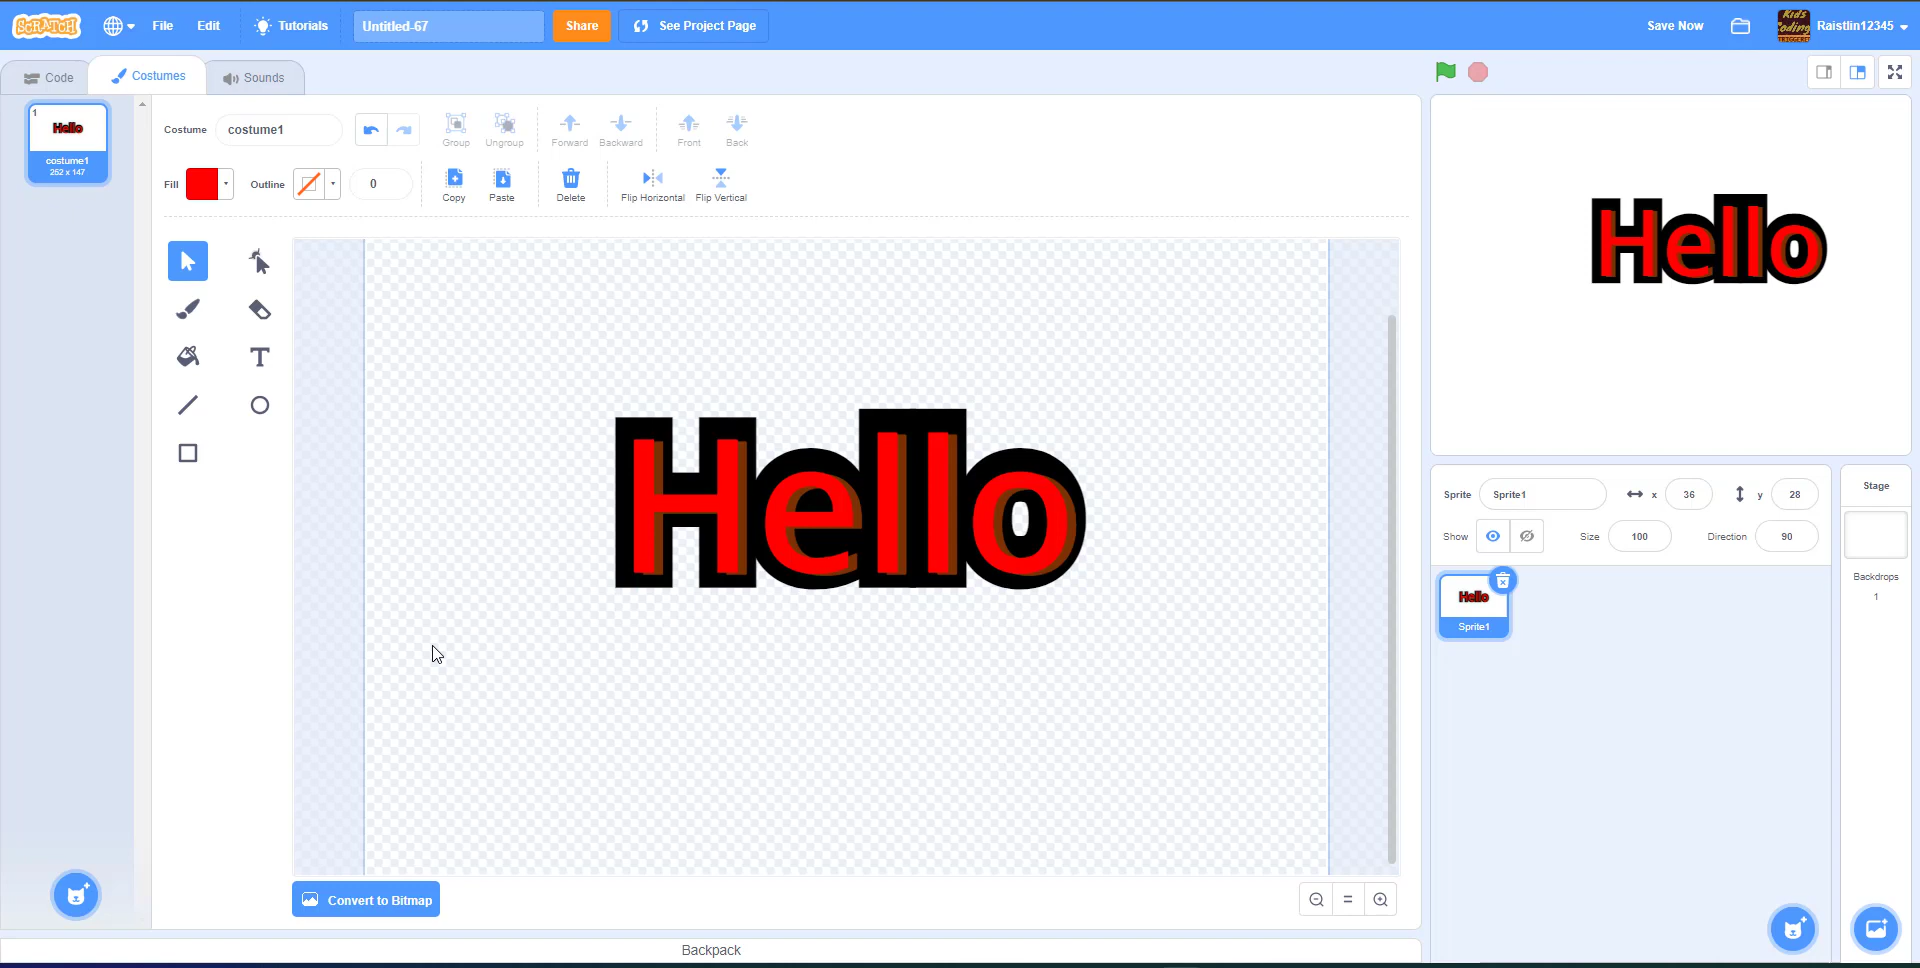 SCRATCH File Edit Tutorials Untitled-67 Share See Project Page Save Now Raistlin12345
Code Costumes Sounds
1
Hello
costume1
252 x 147
Costume costume1 Group Ungroup Forward Backward Front Back
Fill Outline 0 Copy Paste Delete Flip Horizontal Flip Vertical
Hello
Convert to Bitmap
Backpack
Hello
Sprite Sprite1 x 36 y 28
Show Size 100 Direction 90
Hello
Sprite1
Stage
Backdrops
1